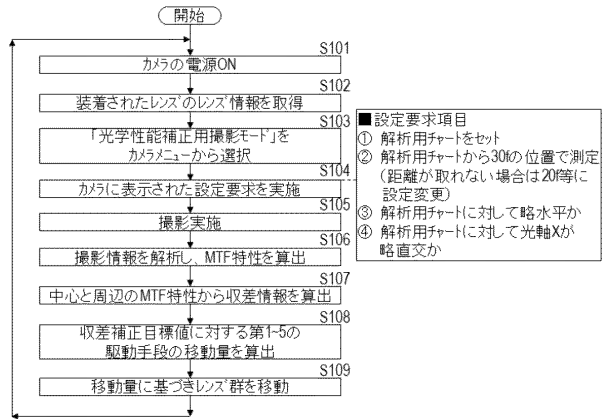 開始
S101
カメラの電源ON
S102
装着されたレンズのレンズ情報を取得
S103
「光学性能補正用撮影モード」を
カメラメニューから選択
S104
カメラに表示された設定要求を実施
S105
撮影実施
S106
撮影情報を解析し、MTF特性を算出
S107
中心と周辺のMTF特性から収差情報を算出
S108
収差補正目標値に対する第1~5の
駆動手段の移動量を算出
S109
移動量に基づきレンズ群を移動
■設定要求項目
① 解析用チャートをセット
② 解析用チャートから30fの位置で測定
(距離が取れない場合は20f等に
設定変更)
③ 解析用チャートに対して略水平か
④ 解析用チャートに対して光軸Xが
略直交か